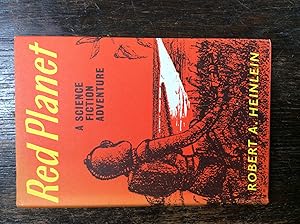 Red Planet
A SCIENCE
FICTION
ADVENTURE
ROBERT A. HEINLEIN